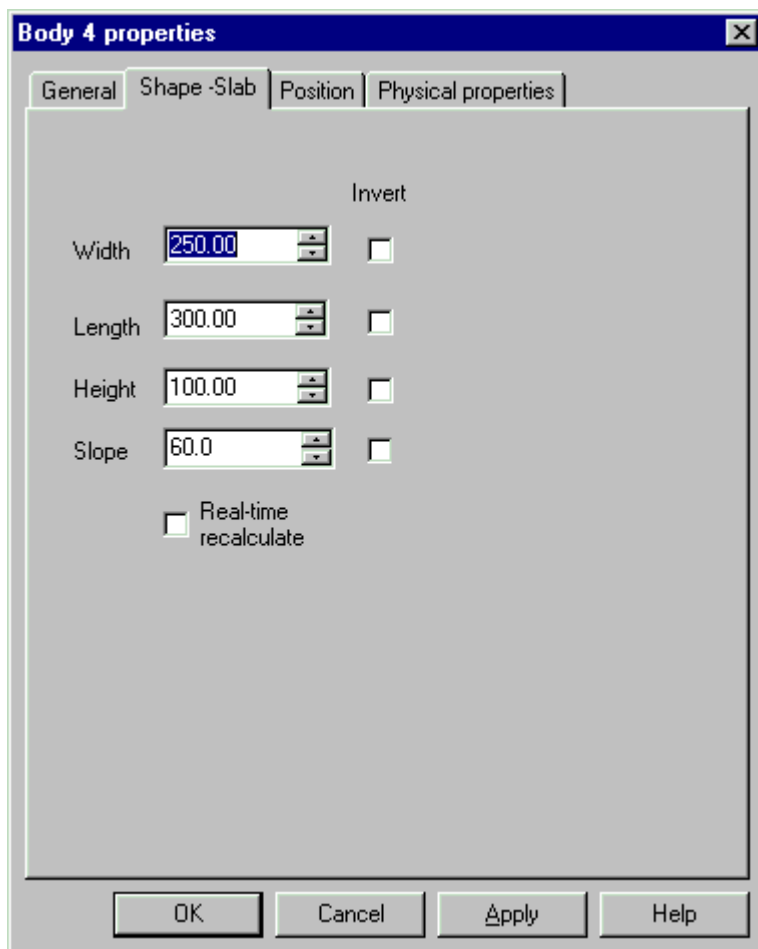 Body 4 properties
General Shape -Slab Position Physical properties
Invert
Width 250.00
Length 300.00
Height 100.00
Slope 60.0
Real-time
recalculate
OK Cancel Apply Help